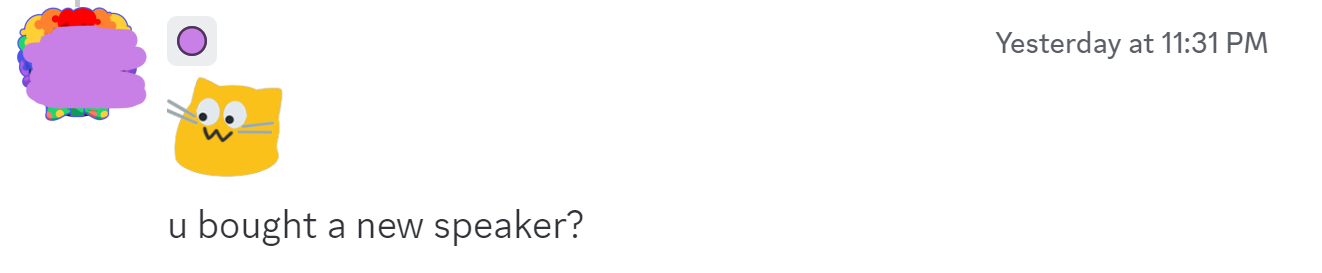 Yesterday at 11:31 PM
u bought a new speaker?